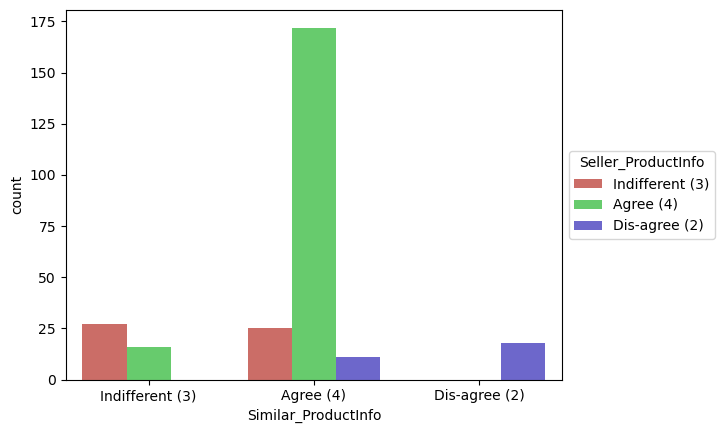 175
150
125
100
75
50
25
0
count
Indifferent (3)
Agree (4)
Dis-agree (2)
Similar_ProductInfo
Seller_ProductInfo
Indifferent (3)
Agree (4)
Dis-agree (2)